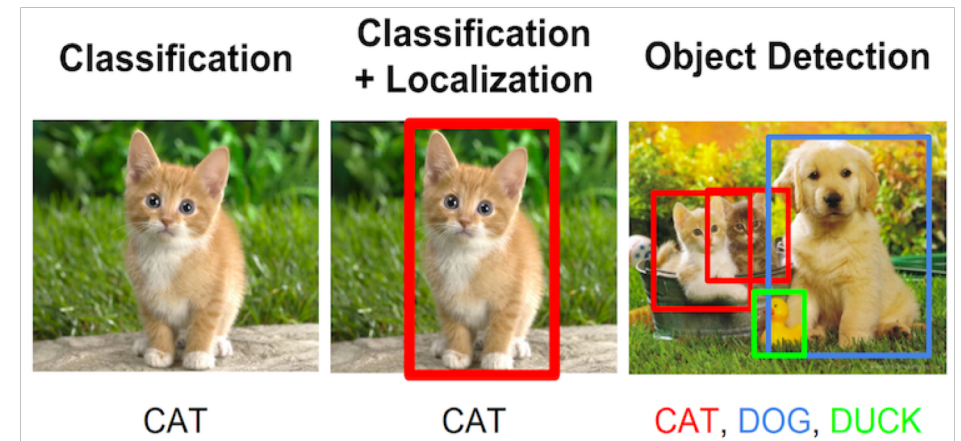 Classification
Classification
+ Localization
Object Detection
CAT
CAT
CAT, DOG, DUCK